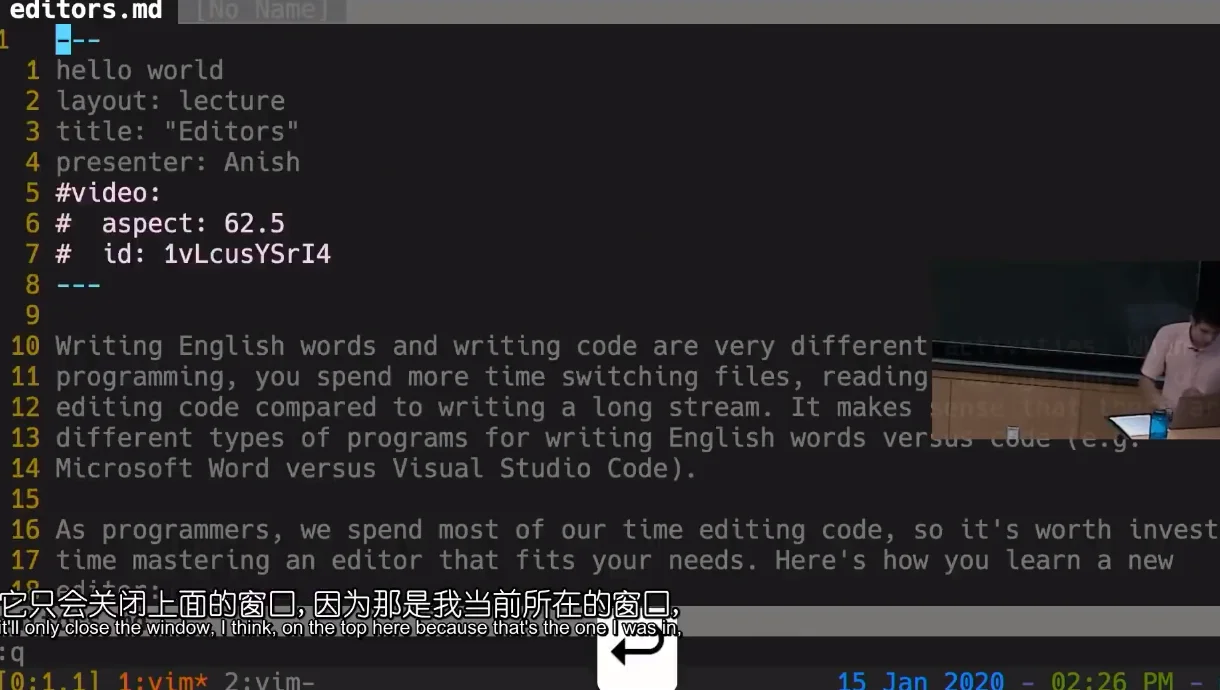 editors.md [No Name]
1 ---
1 hello world
2 layout: lecture
3 title: "Editors"
4 presenter: Anish
5 #video:
6 #  aspect: 62.5
7 #  id: 1vLcusYSrI4
8 ---
9
10 Writing English words and writing code are very different activities. Wh
11 programming, you spend more time switching files, reading
12 editing code compared to writing a long stream. It makes sense that
13 different types of programs for writing English words versus code (e.g.
14 Microsoft Word versus Visual Studio Code).
15
16 As programmers, we spend most of our time editing code, so it's worth invest
17 time mastering an editor that fits your needs. Here's how you learn a new
18 editor:
它只会关闭上面的窗口, 因为那是我当前所在的窗口,
it'll only close the window, I think, on the top here because that's the one I was in,
:q
[0:1.1] 1:vim* 2:vim- 15 Jan 2020 - 02:26 PM -